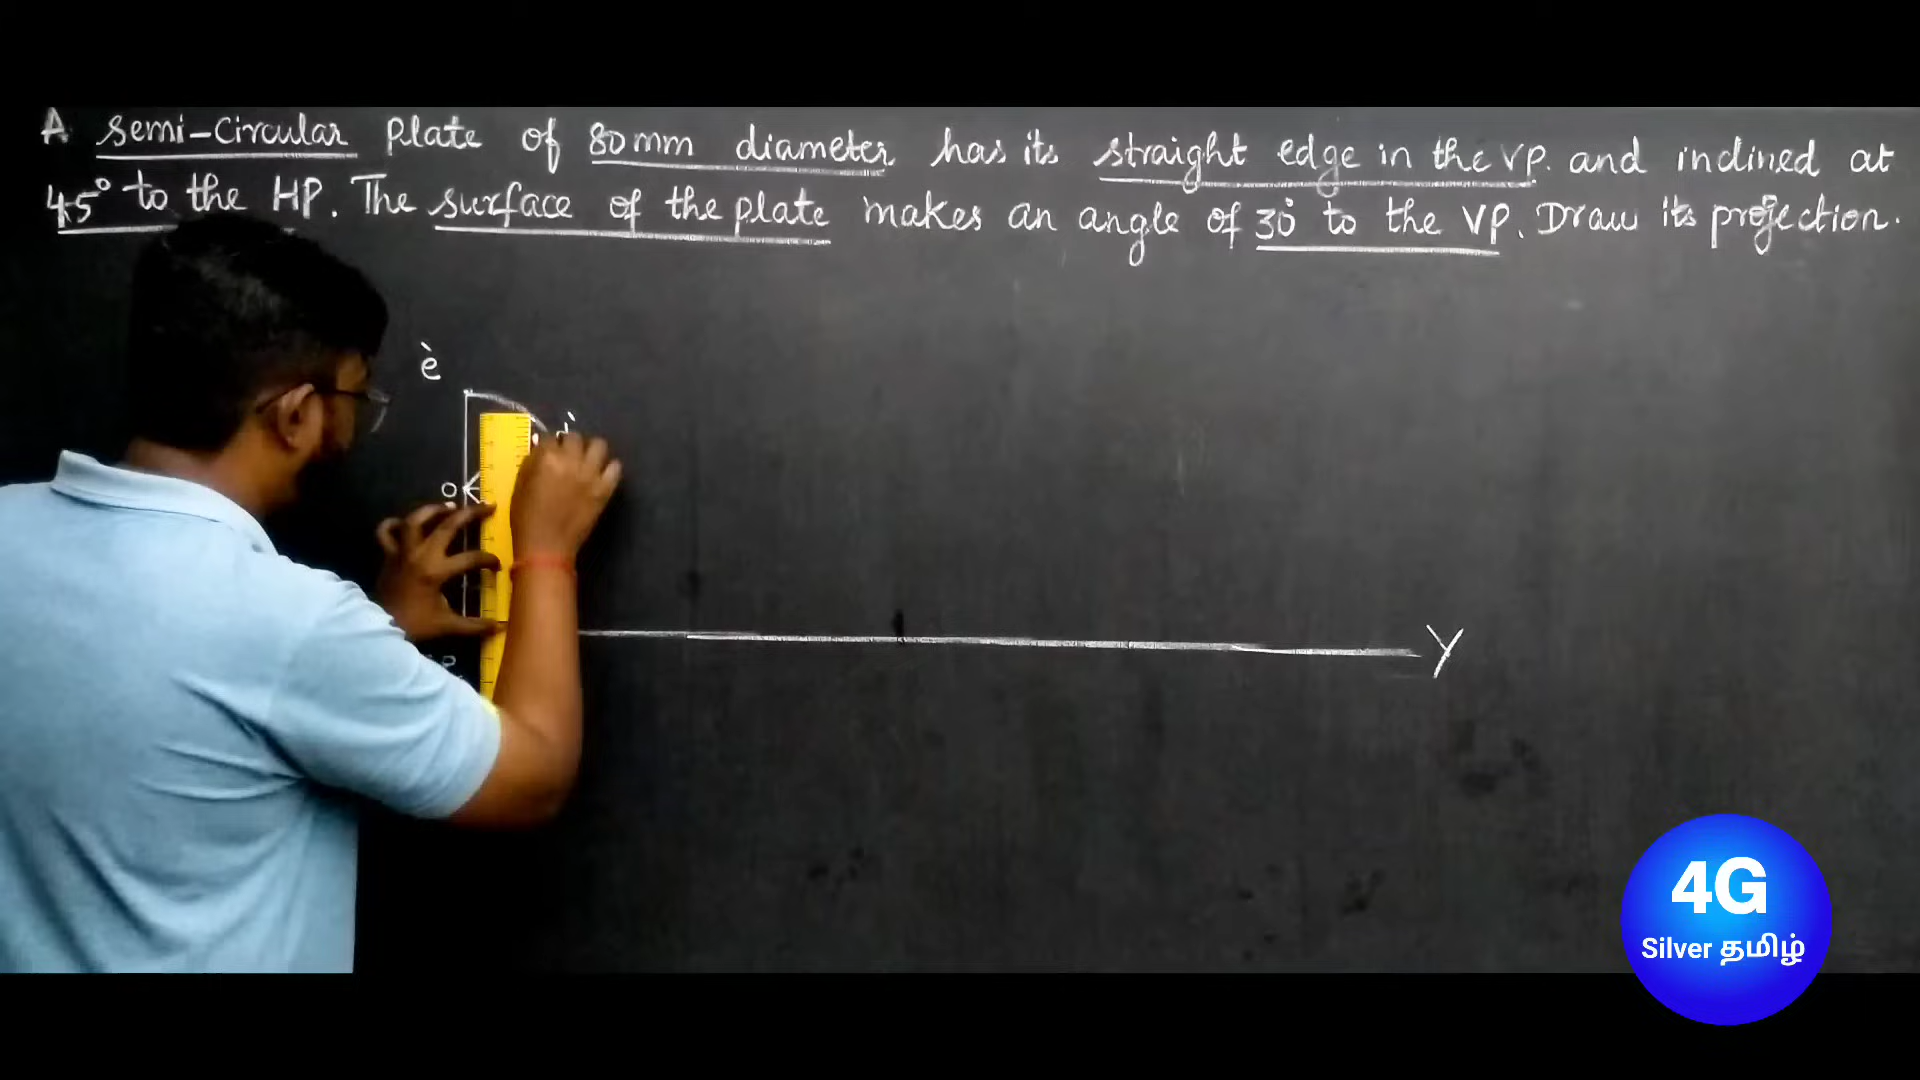 A semi-Circular Plate of 80mm diameter has its straight edge in the VP. and inclined at
45° to the HP. The surface of the plate makes an angle of 30° to the VP. Draw its projection.
e'
d'
o'
Y
4G
Silver தமிழ்